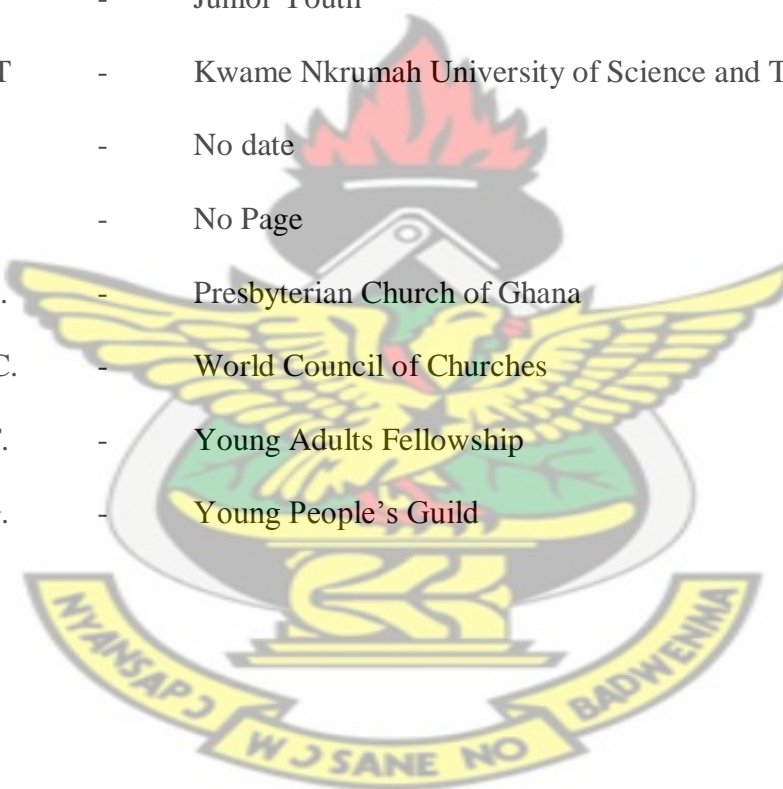 - Junior Youth
T - Kwame Nkrumah University of Science and T
- No date
- No Page
. - Presbyterian Church of Ghana
C. - World Council of Churches
. - Young Adults Fellowship
. - Young People’s Guild
NYANSAPƆ WƆSANE NO BADWENMA